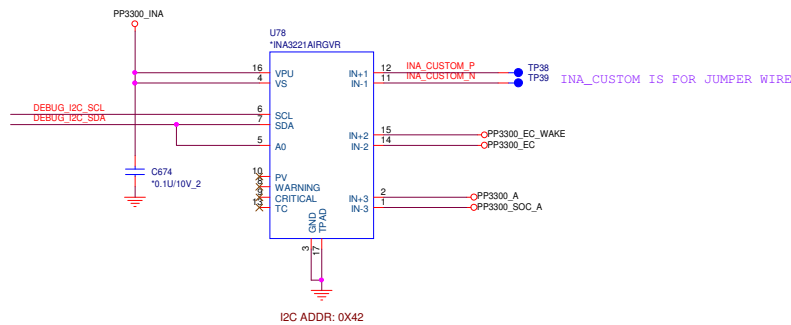 PP3300_INA
U78
*INA3221AIRGVR
16 VPU IN+1 12 INA_CUSTOM_P TP38
4 VS IN-1 11 INA_CUSTOM_N TP39
INA_CUSTOM IS FOR JUMPER WIRE
DEBUG_I2C_SCL 6 SCL
DEBUG_I2C_SDA 7 SDA
IN+2 15 PP3300_EC_WAKE
5 A0 IN-2 14 PP3300_EC
C674
*0.1U/10V_2
10 PV
8 WARNING
9 CRITICAL IN+3 2 PP3300_A
13 TC IN-3 1 PP3300_SOC_A
GND TPAD
3 17
I2C ADDR: 0X42